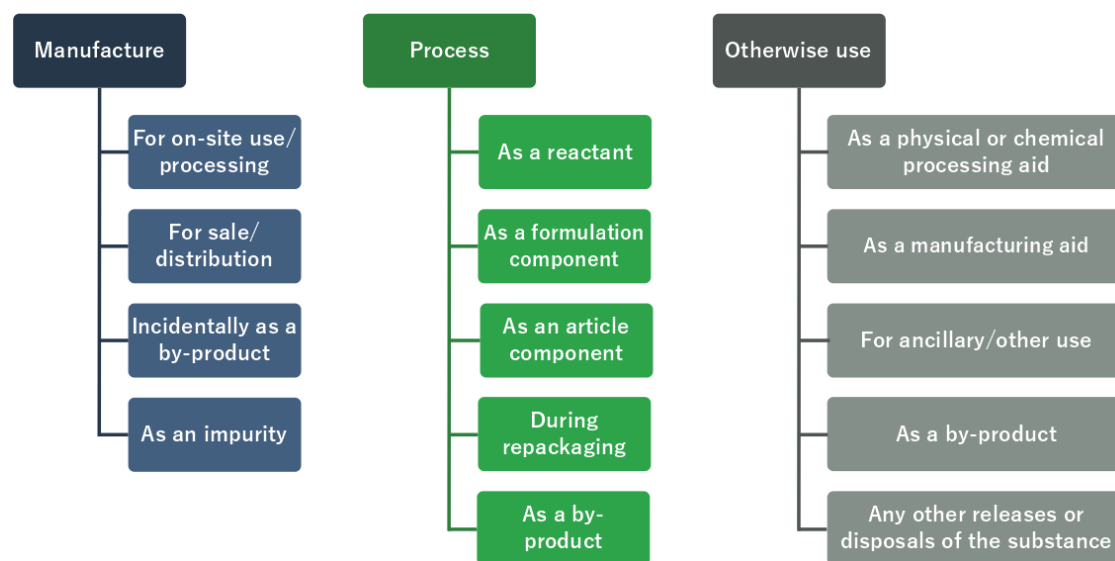 Manufacture
For on-site use/
processing
For sale/
distribution
Incidentally as a
by-product
As an impurity
Process
As a reactant
As a formulation
component
As an article
component
During
repackaging
As a by-
product
Otherwise use
As a physical or chemical
processing aid
As a manufacturing aid
For ancillary/other use
As a by-product
Any other releases or
disposals of the substance